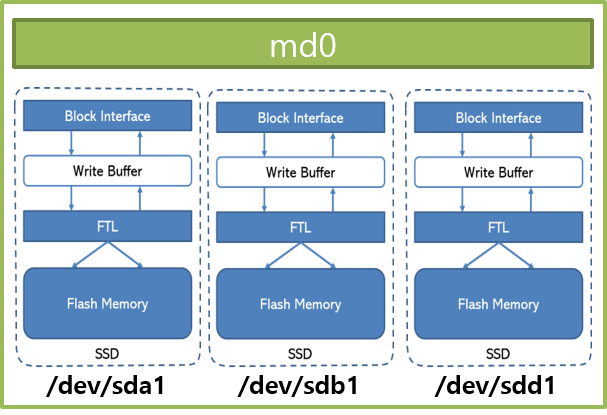 md0
Block Interface
Write Buffer
FTL
Flash Memory
SSD
/dev/sda1
Block Interface
Write Buffer
FTL
Flash Memory
SSD
/dev/sdb1
Block Interface
Write Buffer
FTL
Flash Memory
SSD
/dev/sdd1